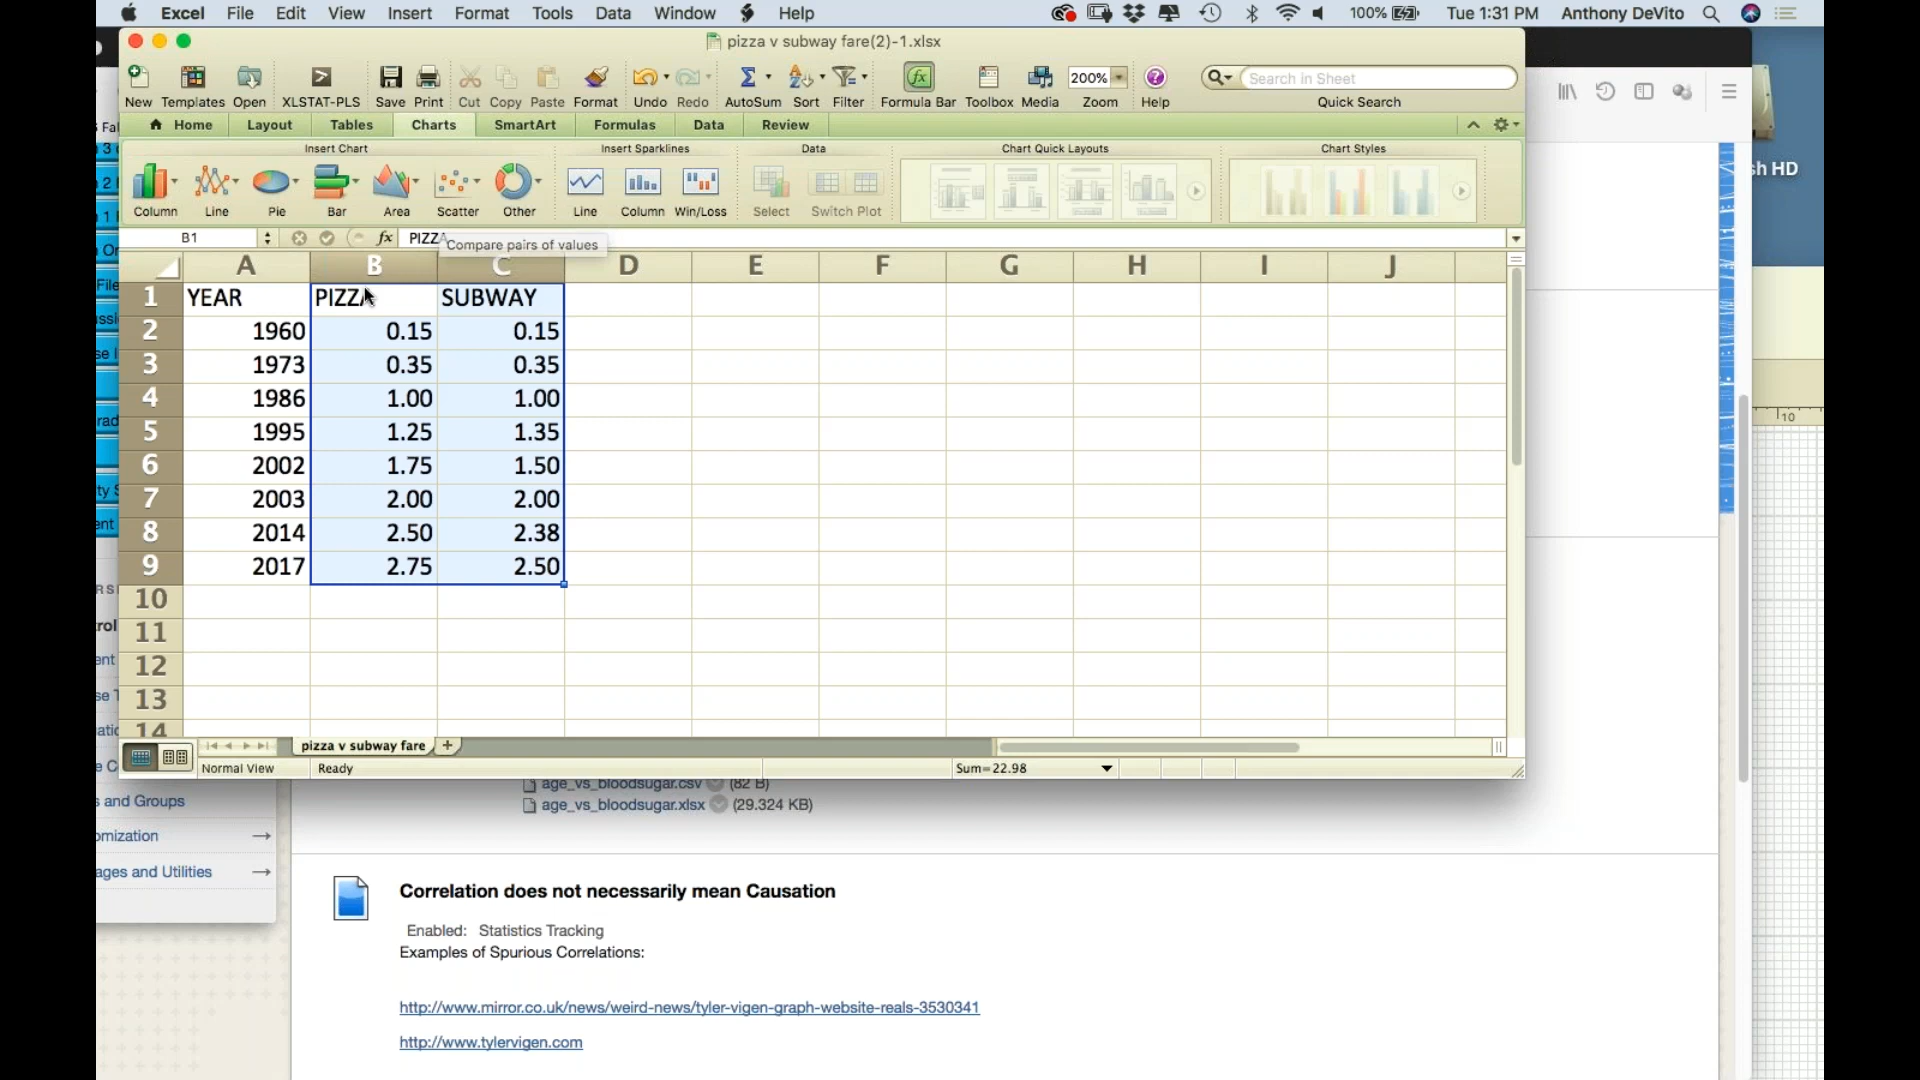 Excel File Edit View Insert Format Tools Data Window Help 100% Tue 1:31 PM Anthony DeVito
pizza v subway fare(2)-1.xlsx
New Templates Open XLSTAT-PLS Save Print Cut Copy Paste Format Undo Redo AutoSum Sort Filter Formula Bar Toolbox Media 200% Zoom Help Search in Sheet Quick Search
Home Layout Tables Charts SmartArt Formulas Data Review
Insert Chart Insert Sparklines Data Chart Quick Layouts Chart Styles
Column Line Pie Bar Area Scatter Other Line Column Win/Loss Select Switch Plot
sh HD
B1 fx PIZZA
Compare pairs of values
A B C D E F G H I J
1 YEAR PIZZA SUBWAY
2 1960 0.15 0.15
3 1973 0.35 0.35
4 1986 1.00 1.00
5 1995 1.25 1.35
6 2002 1.75 1.50
7 2003 2.00 2.00
8 2014 2.50 2.38
9 2017 2.75 2.50
10
11
12
13
14
pizza v subway fare
Normal View Ready Sum=22.98
age_vs_bloodsugar.csv (82 B)
age_vs_bloodsugar.xlsx (29.324 KB)
s and Groups
omization
ages and Utilities
Correlation does not necessarily mean Causation
Enabled: Statistics Tracking
Examples of Spurious Correlations:
http://www.mirror.co.uk/news/weird-news/tyler-vigen-graph-website-reals-3530341
http://www.tylervigen.com